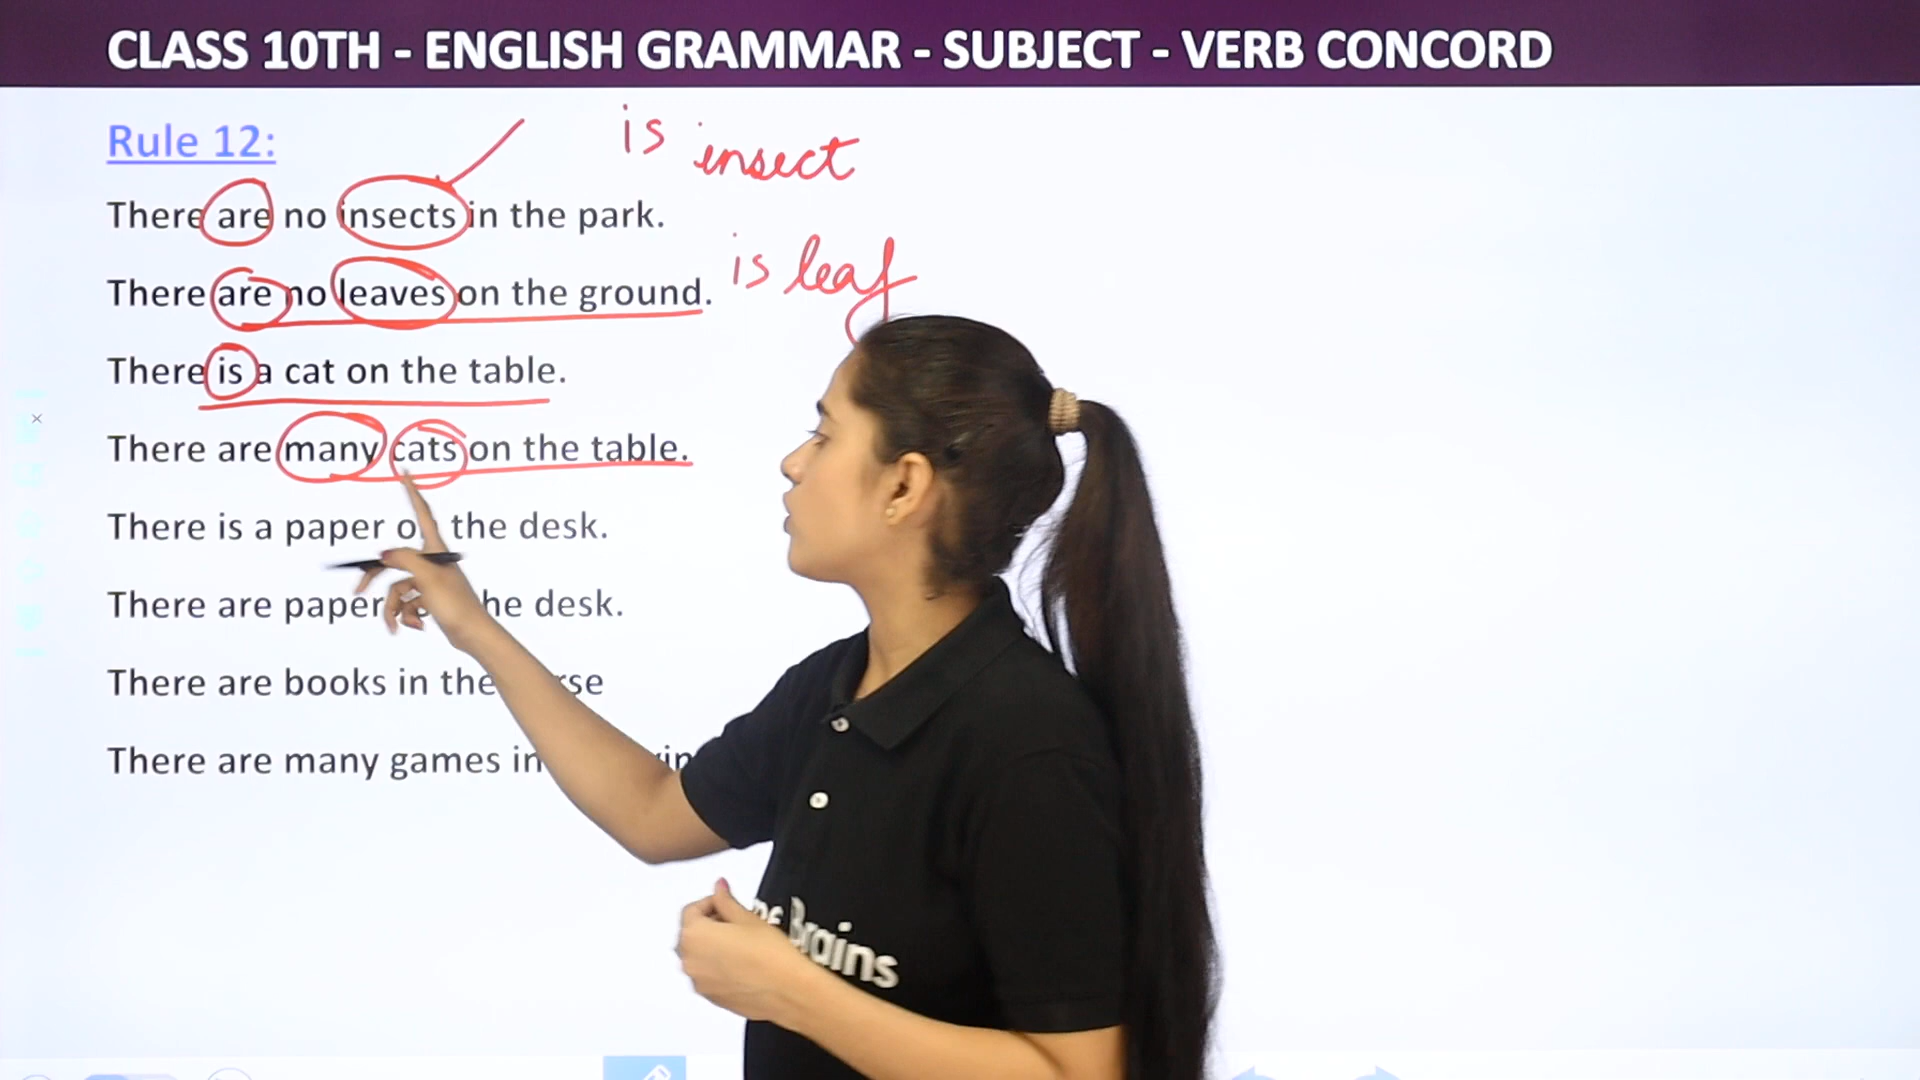 CLASS 10TH - ENGLISH GRAMMAR - SUBJECT - VERB CONCORD
Rule 12:
is insect
There are no insects in the park.
There are no leaves on the ground.
is leaf
There is a cat on the table.
There are many cats on the table.
There is a paper on the desk.
There are paper the desk.
There are books in the
There are many games in
Brains